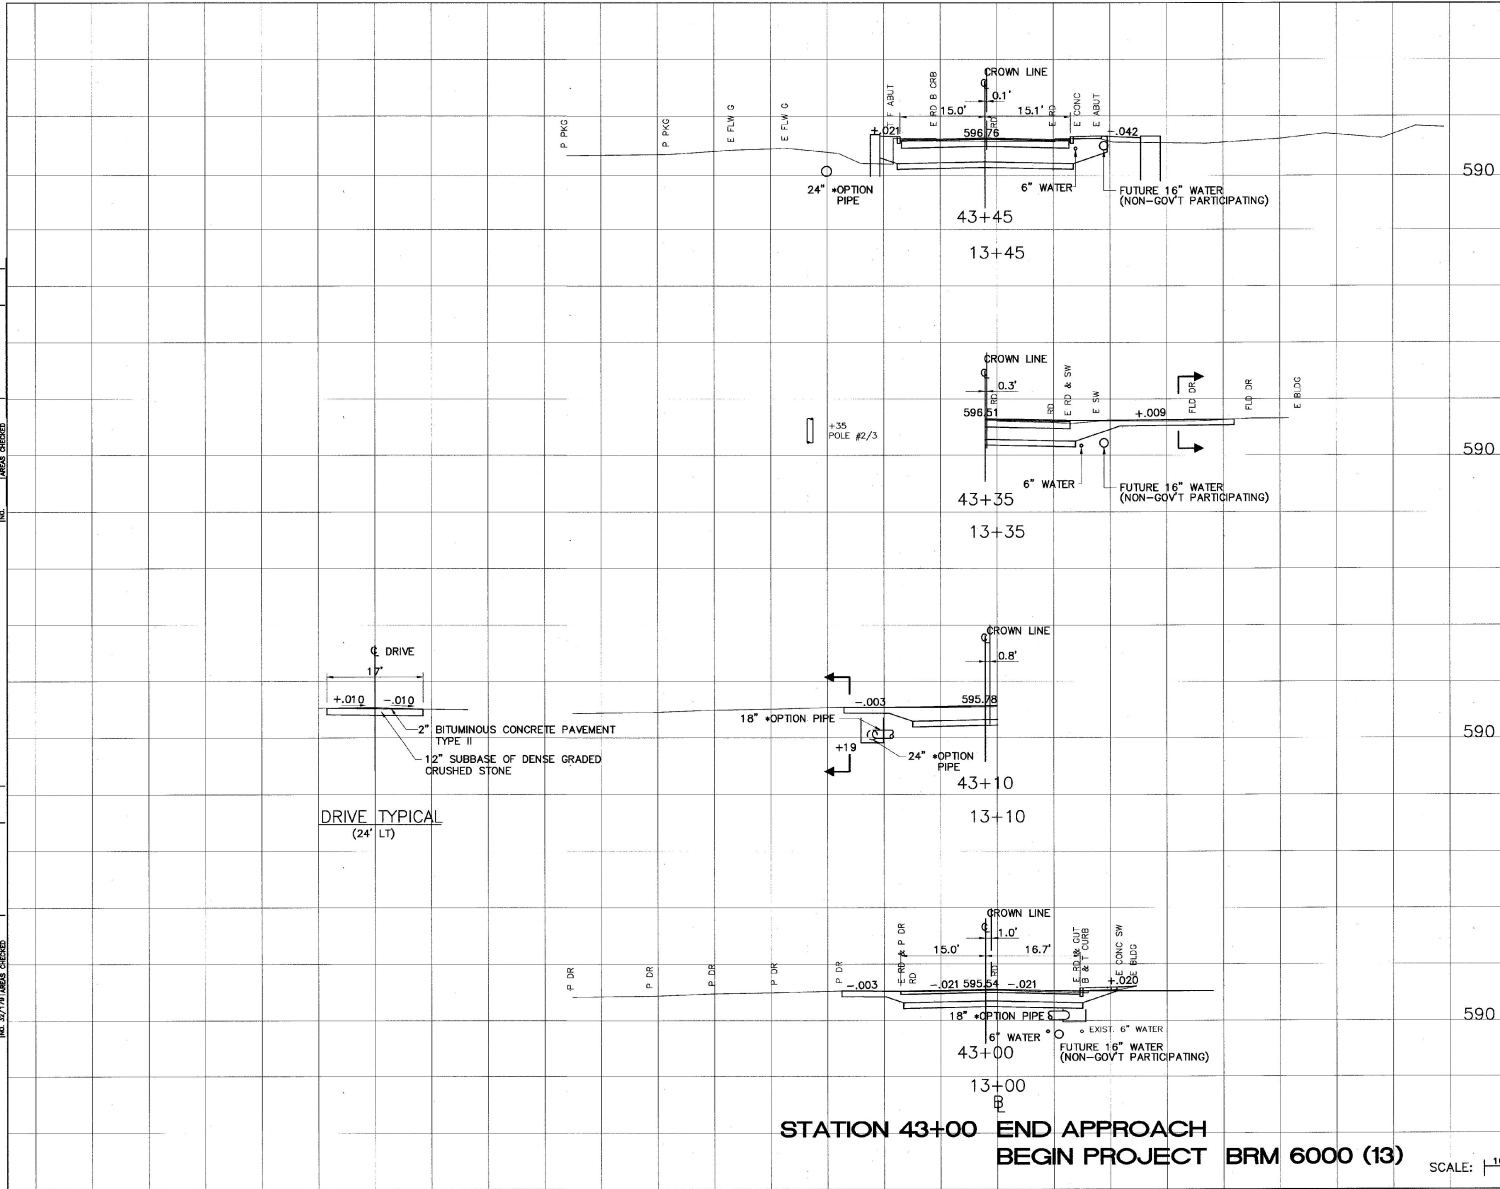 CROWN LINE
℄
0.1'
15.0'
15.1'
P PKG
P PKG
E FLW G
E FLW G
T F ABUT
E RD B CRB
RD
E RD
E CONC
E ABUT
+.021
596.76
-.042
590
24" *OPTION
PIPE
6" WATER
FUTURE 16" WATER
(NON-GOV'T PARTICIPATING)
43+45
13+45
CROWN LINE
℄
0.3'
RD
RD
E RD & SW
E SW
FLD DR
FLD DR
E BLDG
596.51
+.009
+35
POLE #2/3
590
6" WATER
FUTURE 16" WATER
(NON-GOV'T PARTICIPATING)
43+35
13+35
AREAS CHECKED
NO.
CROWN LINE
℄
0.8'
℄ DRIVE
17'
+.010
-.010
-.003
595.78
18" *OPTION PIPE
2" BITUMINOUS CONCRETE PAVEMENT
TYPE II
12" SUBBASE OF DENSE GRADED
CRUSHED STONE
+19
24" *OPTION
PIPE
590
43+10
13+10
DRIVE TYPICAL
(24' LT)
CROWN LINE
℄
1.0'
15.0'
16.7'
P DR
P DR
P DR
P DR
P DR
E RD & P DR
RD
RD
E RD & GUT
B & T CURB
E CONC SW
E BLDG
-.003
-.021
595.54
-.021
+.020
18" *OPTION PIPE
6" WATER
EXIST. 6" WATER
FUTURE 16" WATER
(NON-GOV'T PARTICIPATING)
590
43+00
13+00
AREAS CHECKED
STATION 43+00 END APPROACH
BEGIN PROJECT BRM 6000 (13)
SCALE: